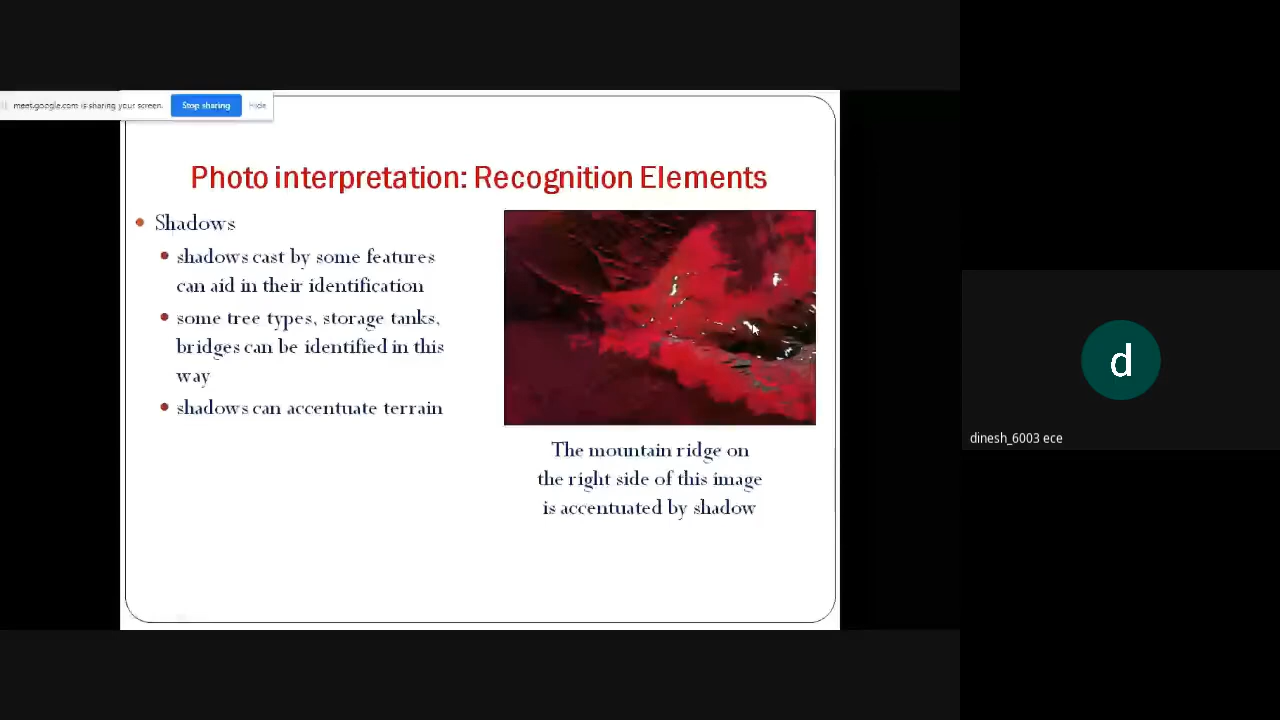 meet.google.com is sharing your screen.
Stop sharing
Hide
Photo interpretation: Recognition Elements
Shadows
shadows cast by some features
can aid in their identification
some tree types, storage tanks,
bridges can be identified in this
way
shadows can accentuate terrain
The mountain ridge on
the right side of this image
is accentuated by shadow
d
dinesh_6003 ece